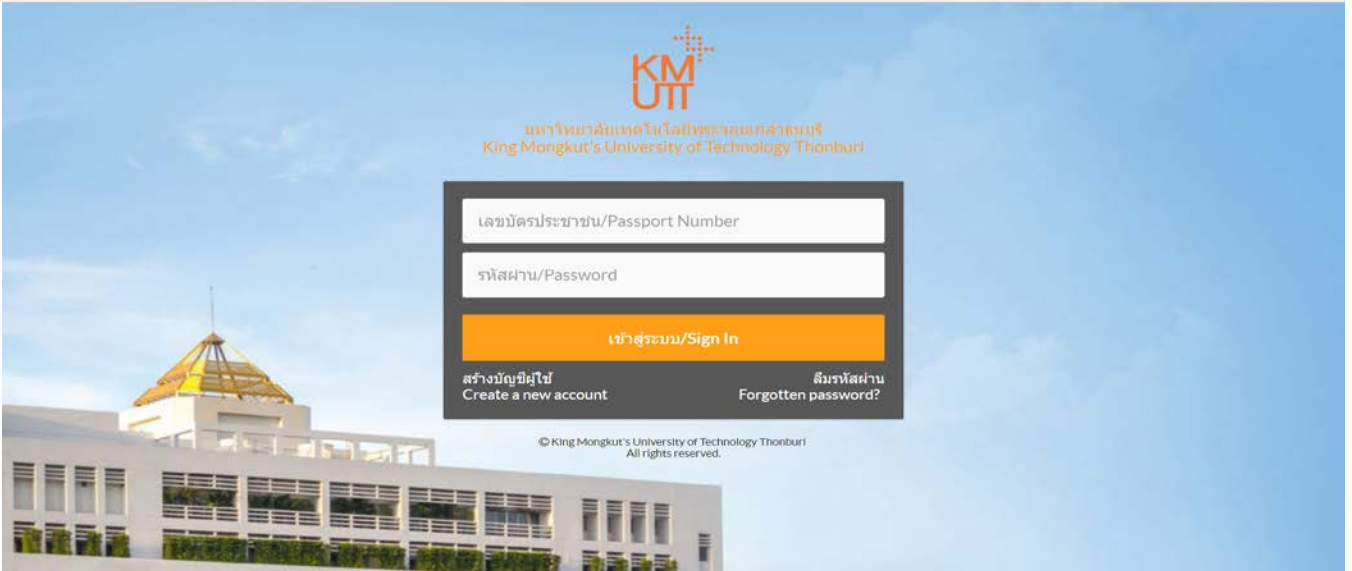 KM
UTT
มหาวิทยาลัยเทคโนโลยีพระจอมเกล้าธนบุรี
King Mongkut's University of Technology Thonburi
เลขบัตรประชาชน/Passport Number
รหัสผ่าน/Password
เข้าสู่ระบบ/Sign In
สร้างบัญชีผู้ใช้
Create a new account
ลืมรหัสผ่าน
Forgotten password?
© King Mongkut's University of Technology Thonburi
All rights reserved.